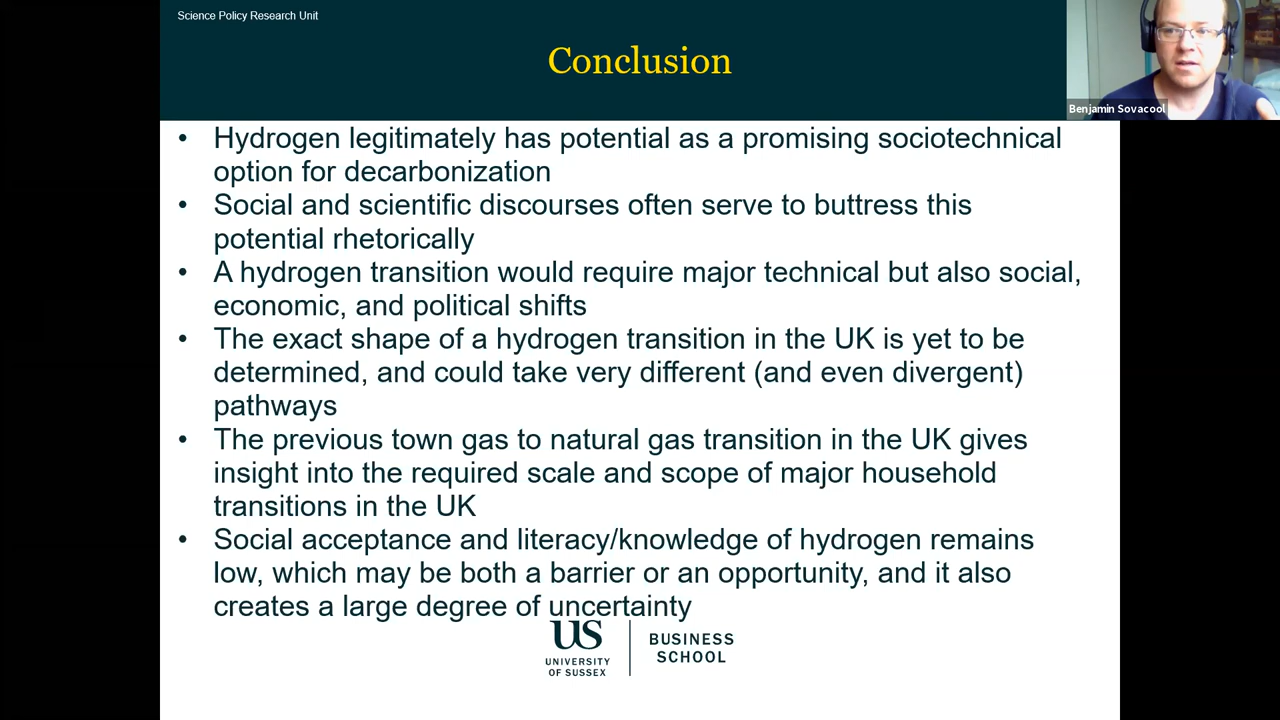 Science Policy Research Unit
Conclusion
Benjamin Sovacool
• Hydrogen legitimately has potential as a promising sociotechnical
option for decarbonization
• Social and scientific discourses often serve to buttress this
potential rhetorically
• A hydrogen transition would require major technical but also social,
economic, and political shifts
• The exact shape of a hydrogen transition in the UK is yet to be
determined, and could take very different (and even divergent)
pathways
• The previous town gas to natural gas transition in the UK gives
insight into the required scale and scope of major household
transitions in the UK
• Social acceptance and literacy/knowledge of hydrogen remains
low, which may be both a barrier or an opportunity, and it also
creates a large degree of uncertainty
US
UNIVERSITY
OF SUSSEX
BUSINESS
SCHOOL